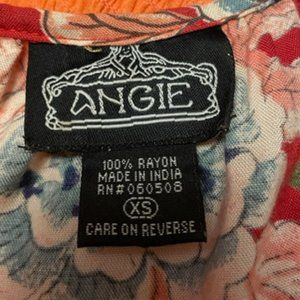 ANGIE
100% RAYON
MADE IN INDIA
RN#060508
XS
CARE ON REVERSE